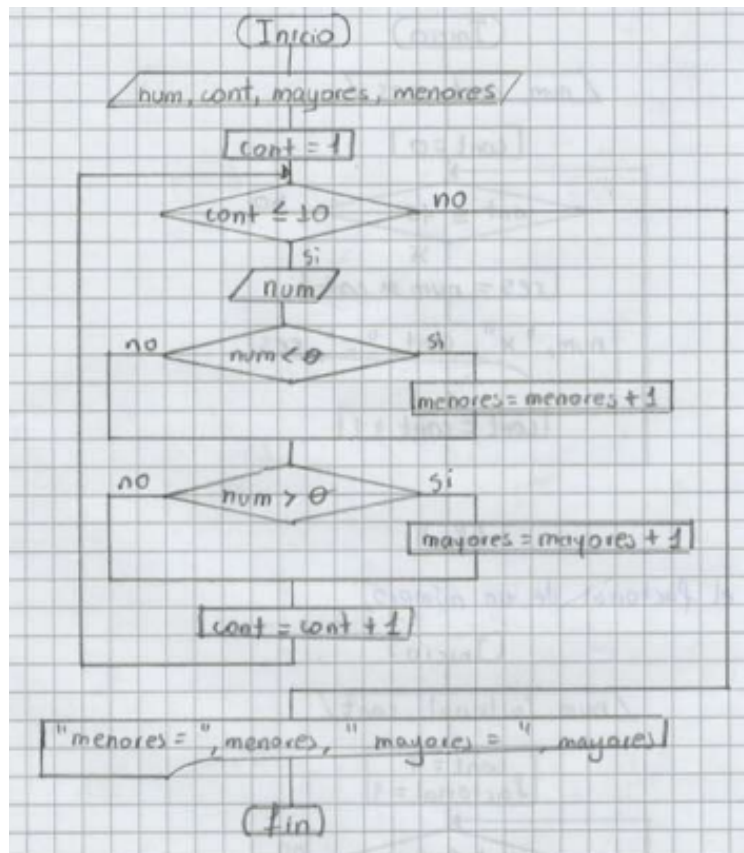 (Inicio)
num, cont, mayores, menores
cont = 1
cont ≤ 10
no
si
num
no
num < 0
si
menores = menores + 1
no
num > 0
si
mayores = mayores + 1
cont = cont + 1
"menores = ", menores, " mayores = ", mayores
(fin)